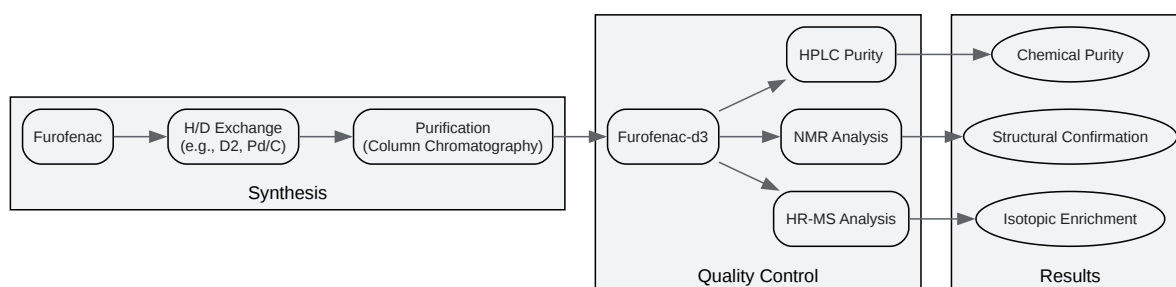 Furofenac
H/D Exchange
(e.g., D2, Pd/C)
Purification
(Column Chromatography)
Synthesis
Furofenac-d3
HPLC Purity
NMR Analysis
HR-MS Analysis
Quality Control
Chemical Purity
Structural Confirmation
Isotopic Enrichment
Results